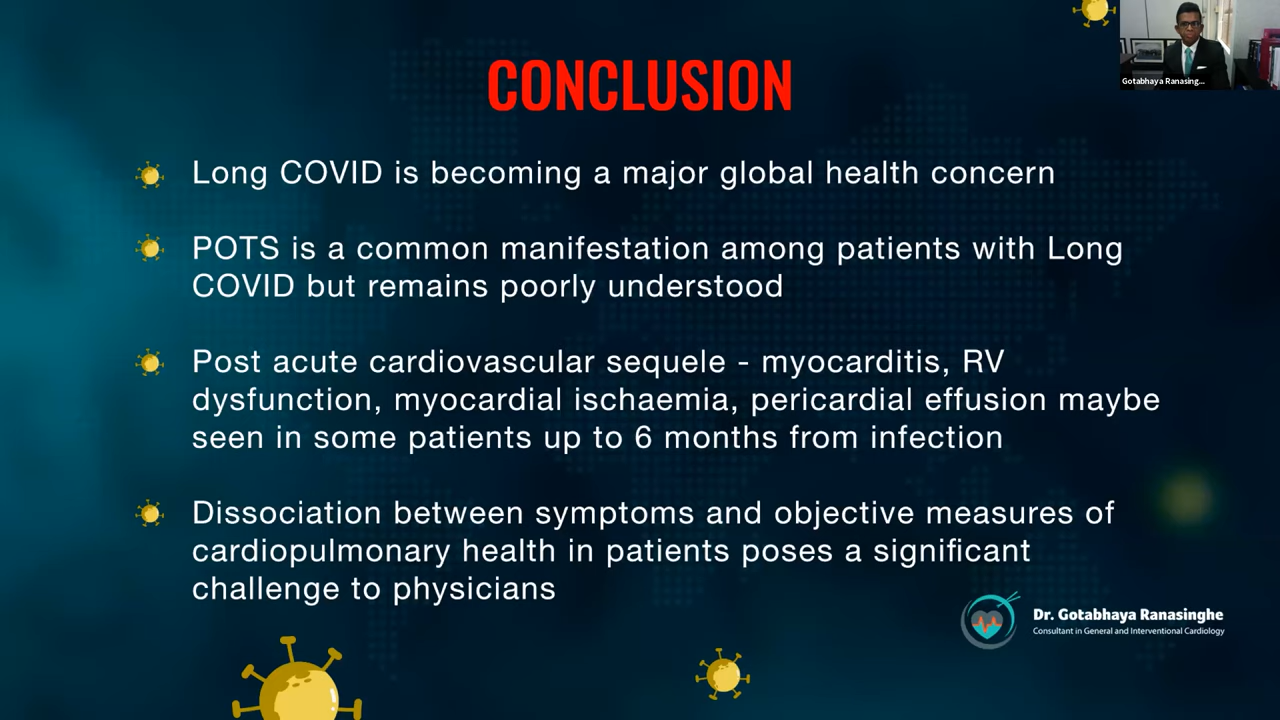 Gotabhaya Ranasing...
CONCLUSION
Long COVID is becoming a major global health concern
POTS is a common manifestation among patients with Long
COVID but remains poorly understood
Post acute cardiovascular sequele - myocarditis, RV
dysfunction, myocardial ischaemia, pericardial effusion maybe
seen in some patients up to 6 months from infection
Dissociation between symptoms and objective measures of
cardiopulmonary health in patients poses a significant
challenge to physicians
Dr. Gotabhaya Ranasinghe
Consultant in General and Interventional Cardiology